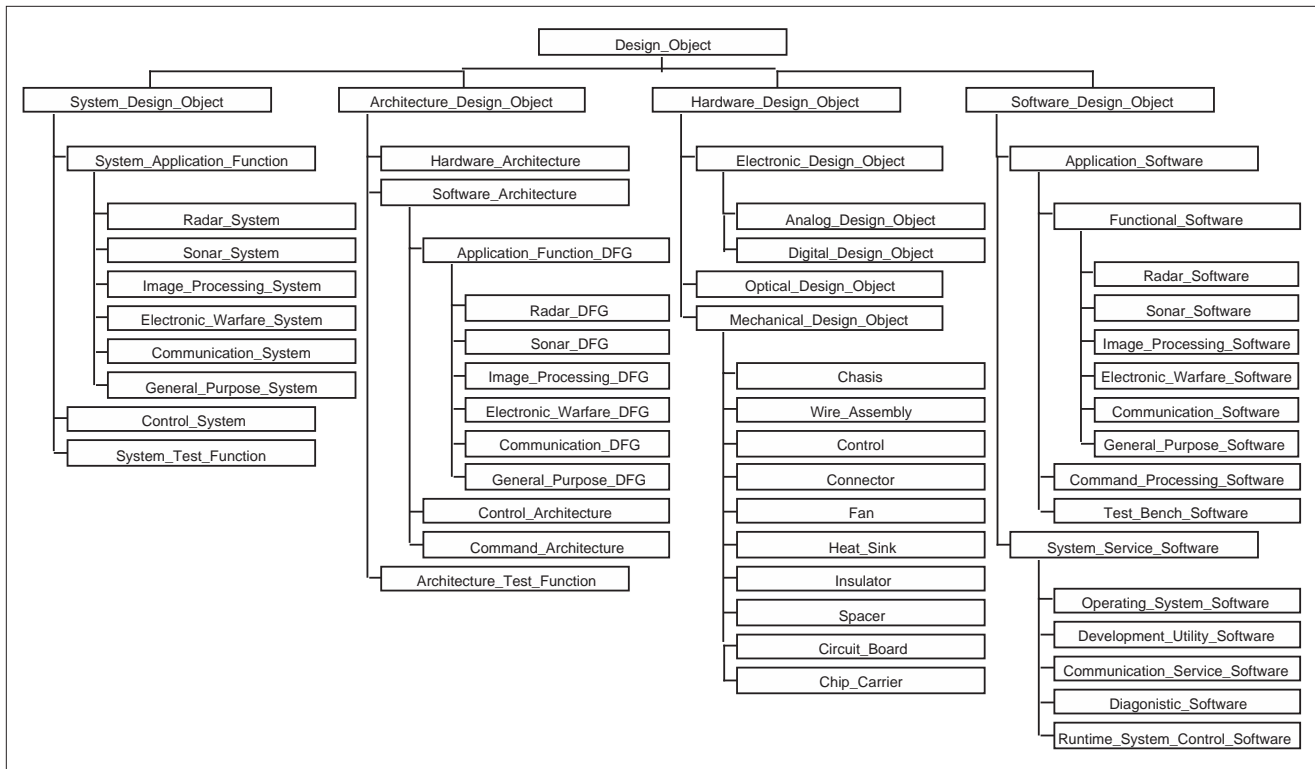 Design_Object
System_Design_Object
System_Application_Function
Radar_System
Sonar_System
Image_Processing_System
Electronic_Warfare_System
Communication_System
General_Purpose_System
Control_System
System_Test_Function
Architecture_Design_Object
Hardware_Architecture
Software_Architecture
Application_Function_DFG
Radar_DFG
Sonar_DFG
Image_Processing_DFG
Electronic_Warfare_DFG
Communication_DFG
General_Purpose_DFG
Control_Architecture
Command_Architecture
Architecture_Test_Function
Hardware_Design_Object
Electronic_Design_Object
Analog_Design_Object
Digital_Design_Object
Optical_Design_Object
Mechanical_Design_Object
Chasis
Wire_Assembly
Control
Connector
Fan
Heat_Sink
Insulator
Spacer
Circuit_Board
Chip_Carrier
Software_Design_Object
Application_Software
Functional_Software
Radar_Software
Sonar_Software
Image_Processing_Software
Electronic_Warfare_Software
Communication_Software
General_Purpose_Software
Command_Processing_Software
Test_Bench_Software
System_Service_Software
Operating_System_Software
Development_Utility_Software
Communication_Service_Software
Diagonistic_Software
Runtime_System_Control_Software